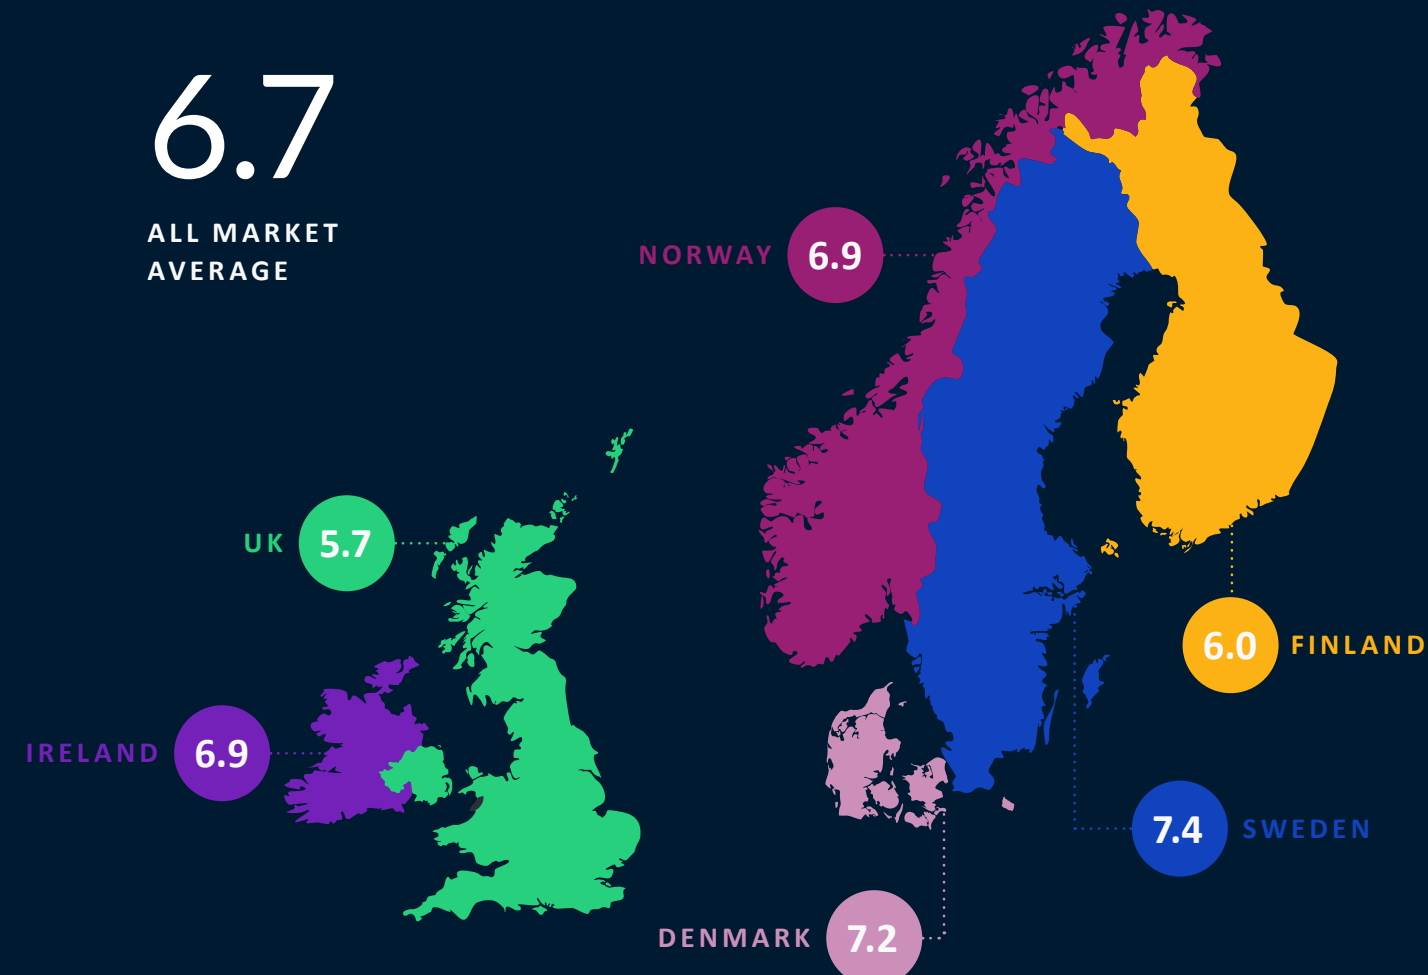 6.7
ALL MARKET
AVERAGE
NORWAY 6.9
UK 5.7
6.0 FINLAND
IRELAND 6.9
7.4 SWEDEN
DENMARK 7.2